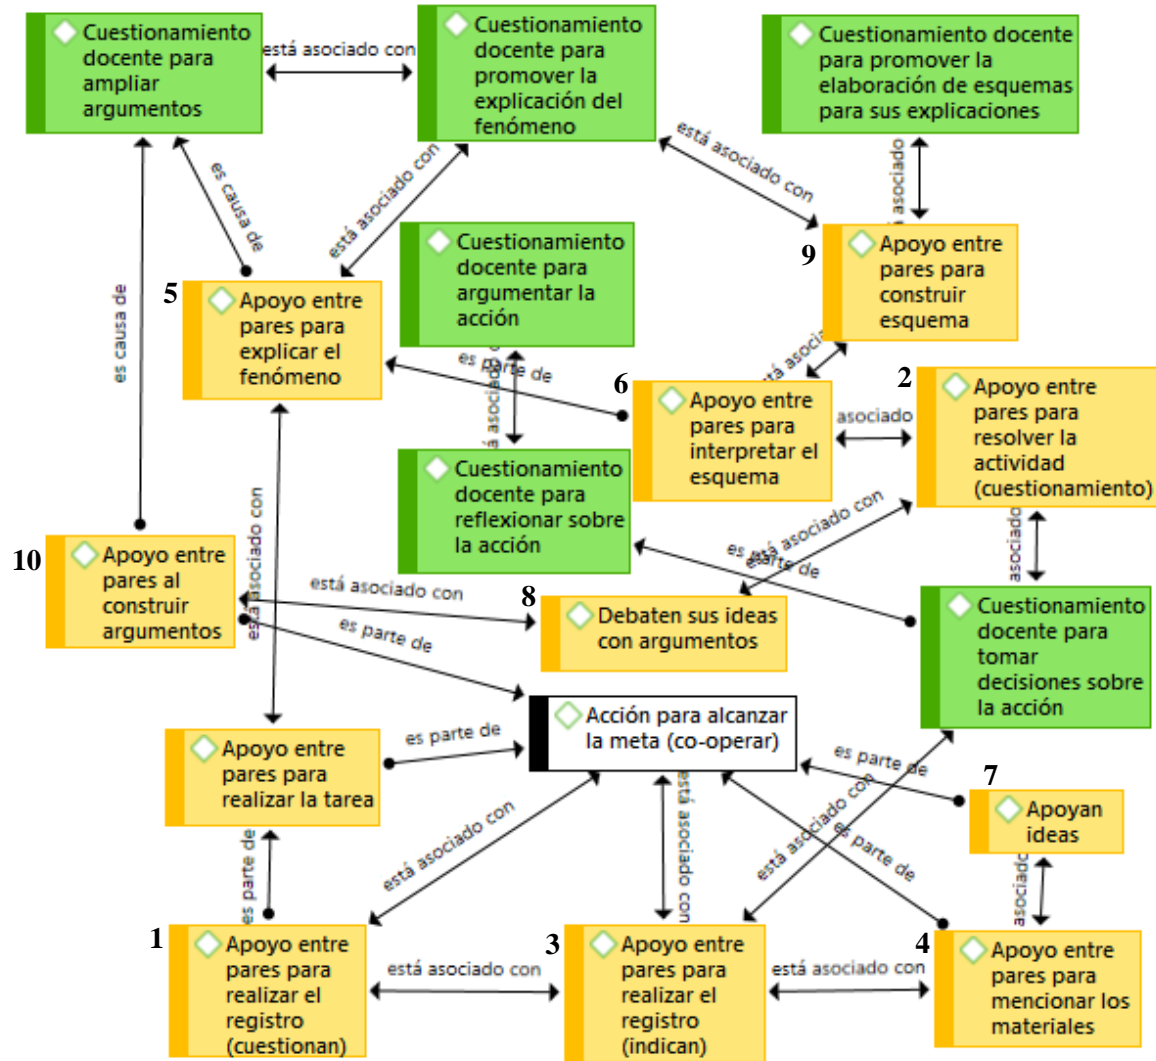 Cuestionamiento
docente para
ampliar
argumentos
está asociado con
Cuestionamiento
docente para
promover la
explicación del
fenómeno
Cuestionamiento docente
para promover la
elaboración de esquemas
para sus explicaciones
es causa de
está asociado con
está asociado con
asociado
Cuestionamiento
docente para
argumentar la
acción
9
Apoyo entre
pares para
construir
esquema
5
Apoyo entre
pares para
explicar el
fenómeno
es causa de
es parte de
asociado
está asociado
6
Apoyo entre
pares para
interpretar el
esquema
asociado
2
Apoyo entre
pares para
resolver la
actividad
(cuestionamiento)
Cuestionamiento
docente para
reflexionar sobre
la acción
está asociado con
está asociado con
es parte de
asociado
10
Apoyo entre
pares al
construir
argumentos
está asociado con
es parte de
8
Debaten sus ideas
con argumentos
Cuestionamiento
docente para
tomar
decisiones sobre
la acción
Acción para alcanzar
la meta (co-operar)
Apoyo entre
pares para
realizar la tarea
es parte de
es parte de
7
Apoyan
ideas
es parte de
está asociado con
está asociado con
está asociado con
es parte de
asociado
1
Apoyo entre
pares para
realizar el
registro
(cuestionan)
está asociado con
3
Apoyo entre
pares para
realizar el
registro
(indican)
está asociado con
4
Apoyo entre
pares para
mencionar los
materiales